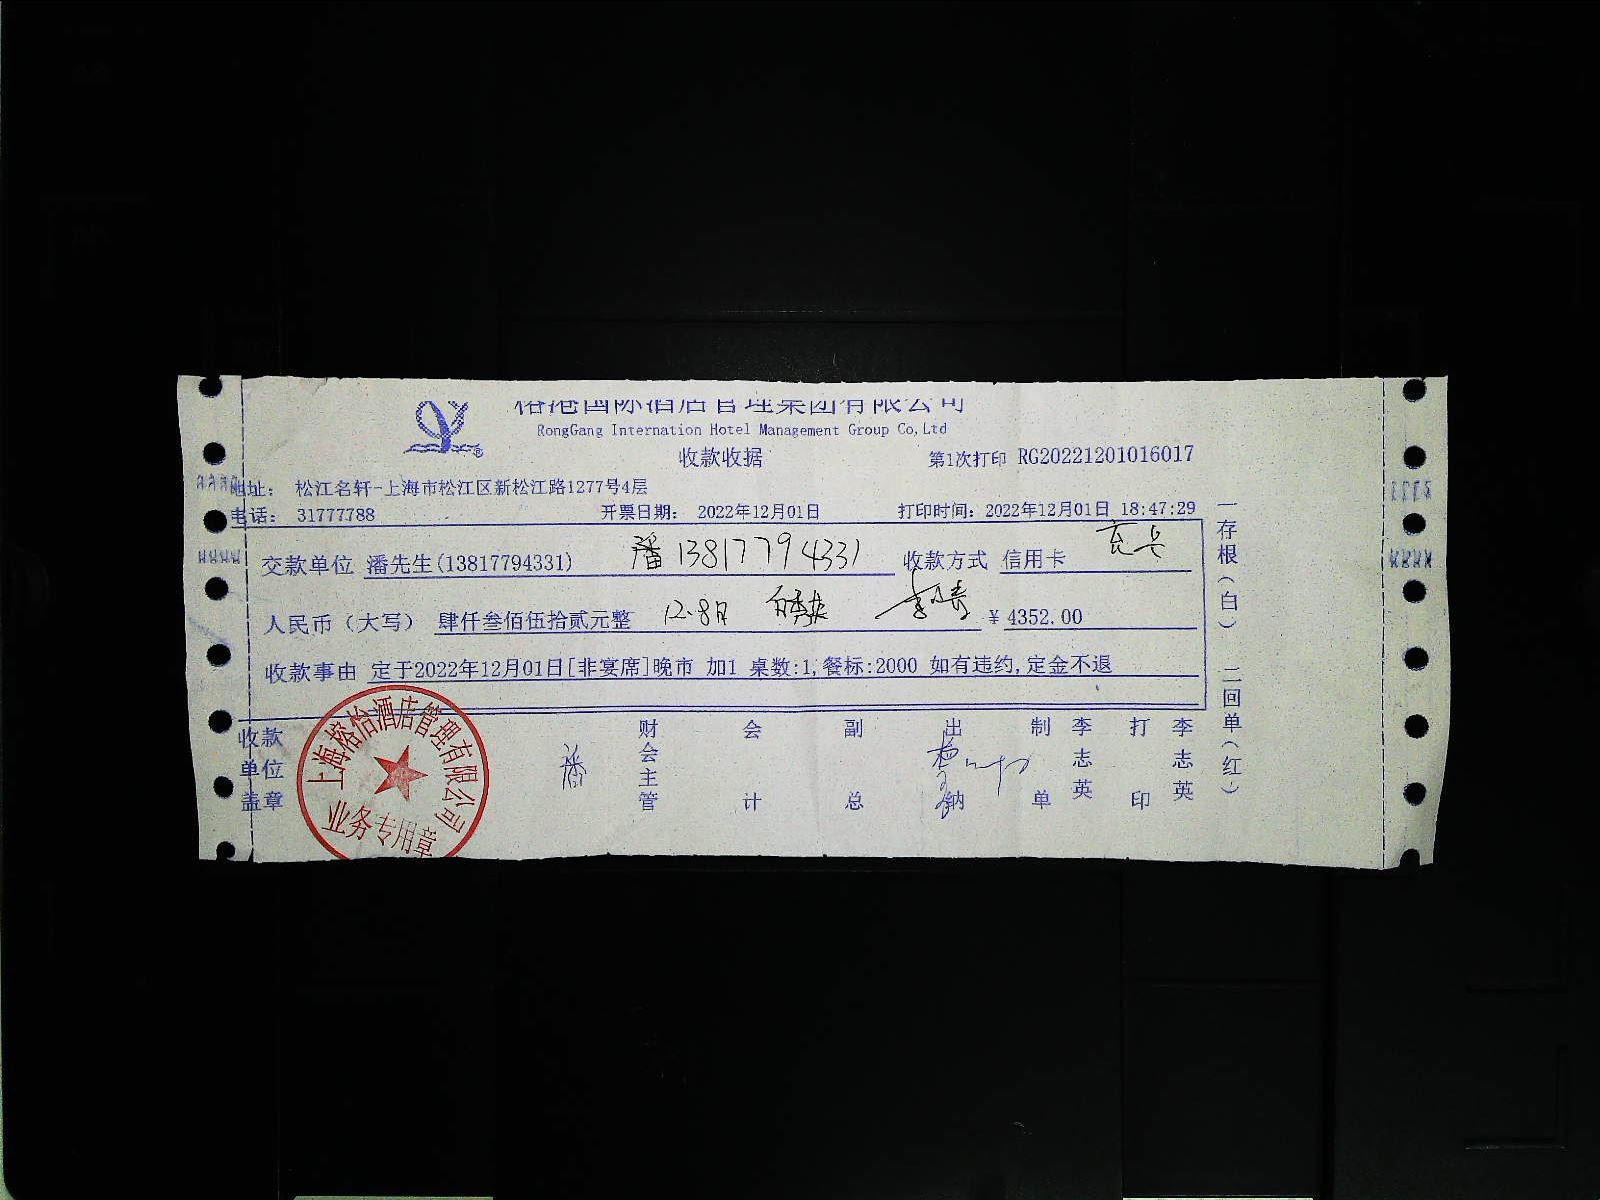 榕港国际酒店管理集团有限公司
RongGang Internation Hotel Management Group Co,Ltd
收款收据
第1次打印 RG20221201016017
地址： 松江名轩-上海市松江区新松江路1277号4层
电话： 31777788 开票日期： 2022年12月01日 打印时间：2022年12月01日 18:47:29
交款单位 潘先生(13817794331) 潘 13817794331 收款方式 信用卡
人民币（大写） 肆仟叁佰伍拾贰元整 12.8日 ￥4352.00
收款事由 定于2022年12月01日[非宴席]晚市 加1 桌数:1,餐标:2000 如有违约,定金不退
收款单位盖章
上海榕怡酒店管理有限公司
业务专用章
潘
财会主管 会计 副总 出纳 制单 李志英 打印 李志英
一存根（白） 二回单（红）